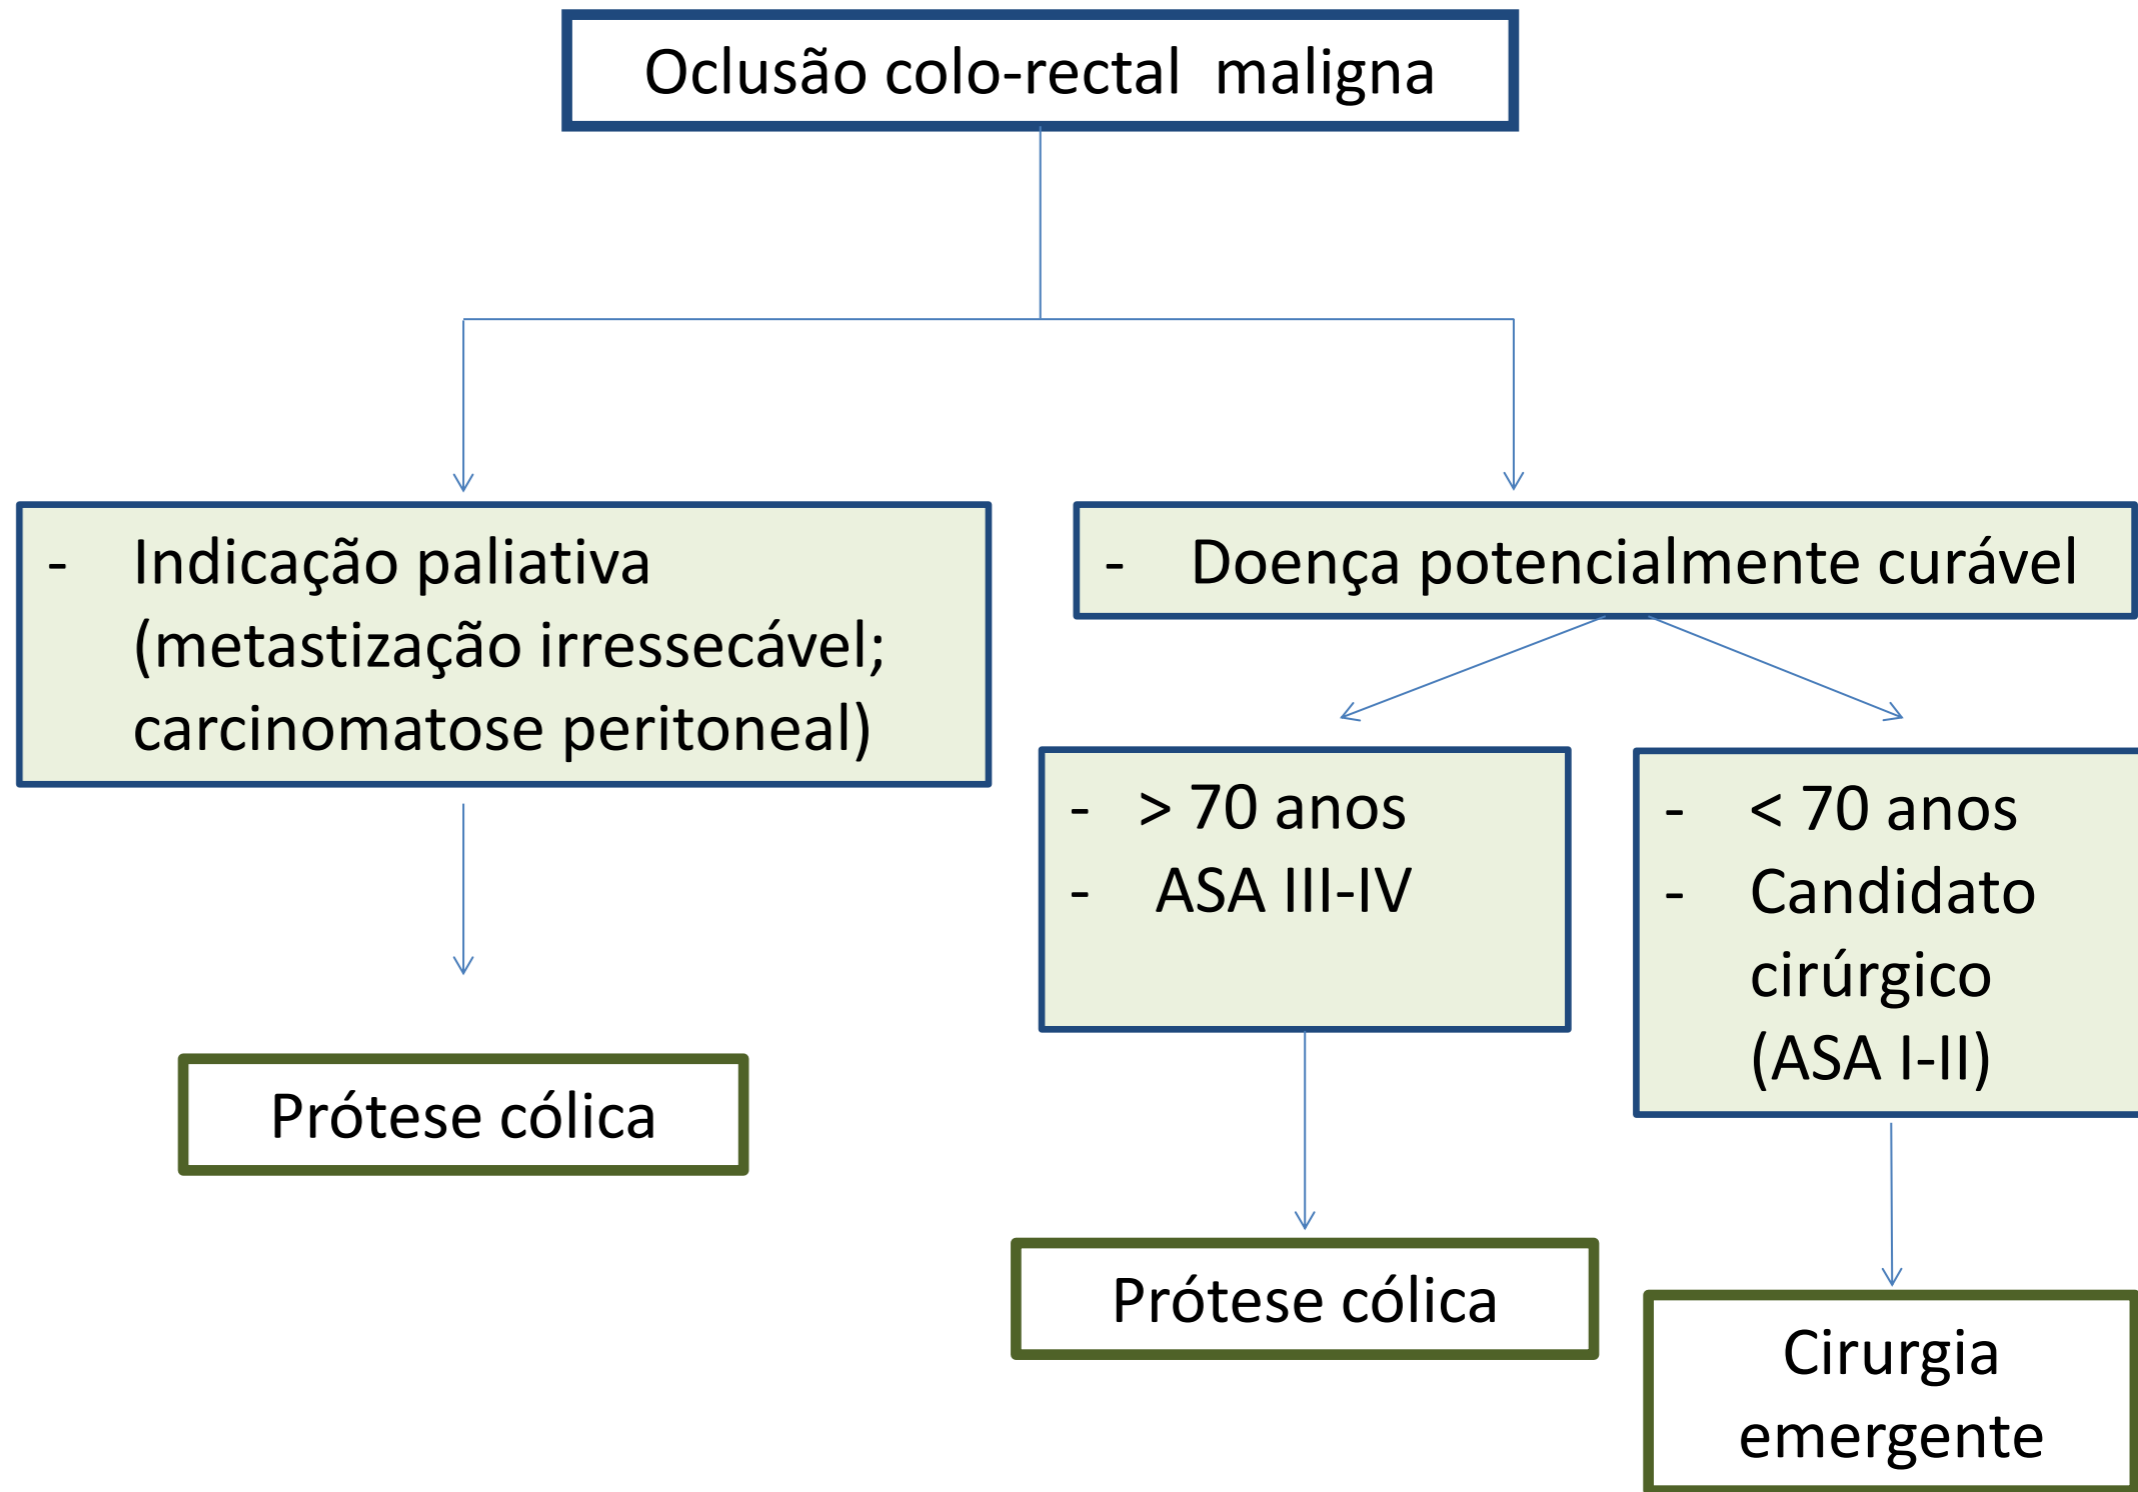 Oclusão colo-rectal maligna
- Indicação paliativa
(metastização irressecável;
carcinomatose peritoneal)
- Doença potencialmente curável
- > 70 anos
- ASA III-IV
- < 70 anos
- Candidato
cirúrgico
(ASA I-II)
Prótese cólica
Prótese cólica
Cirurgia
emergente